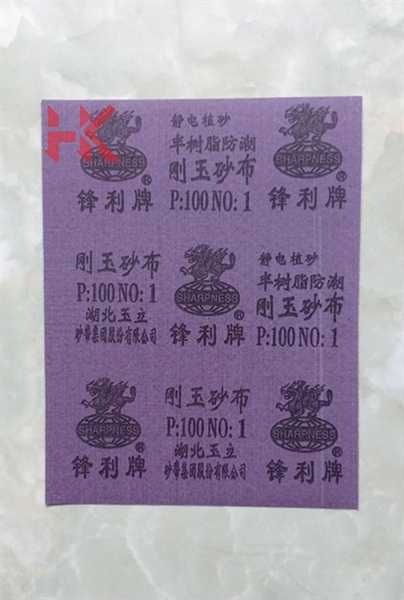 HK
SHARPNESS
®
锋利牌
静电植砂
半树脂防潮
刚玉砂布
P:100 NO: 1
SHARPNESS
®
锋利牌
刚玉砂布
P:100 NO: 1
湖北玉立
砂带集团股份有限公司
SHARPNESS
®
锋利牌
静电植砂
半树脂防潮
刚玉砂布
P:100 NO: 1
SHARPNESS
®
锋利牌
刚玉砂布
P:100 NO: 1
湖北玉立
砂带集团股份有限公司
SHARPNESS
®
锋利牌